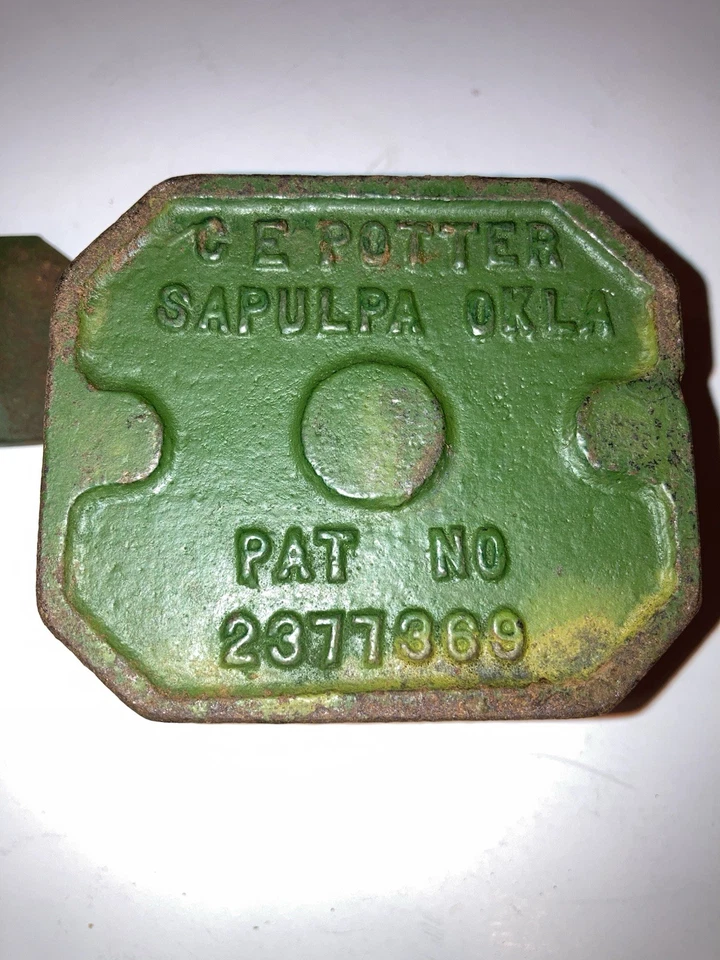 C E POTTER
SAPULPA OKLA
PAT NO
2377369